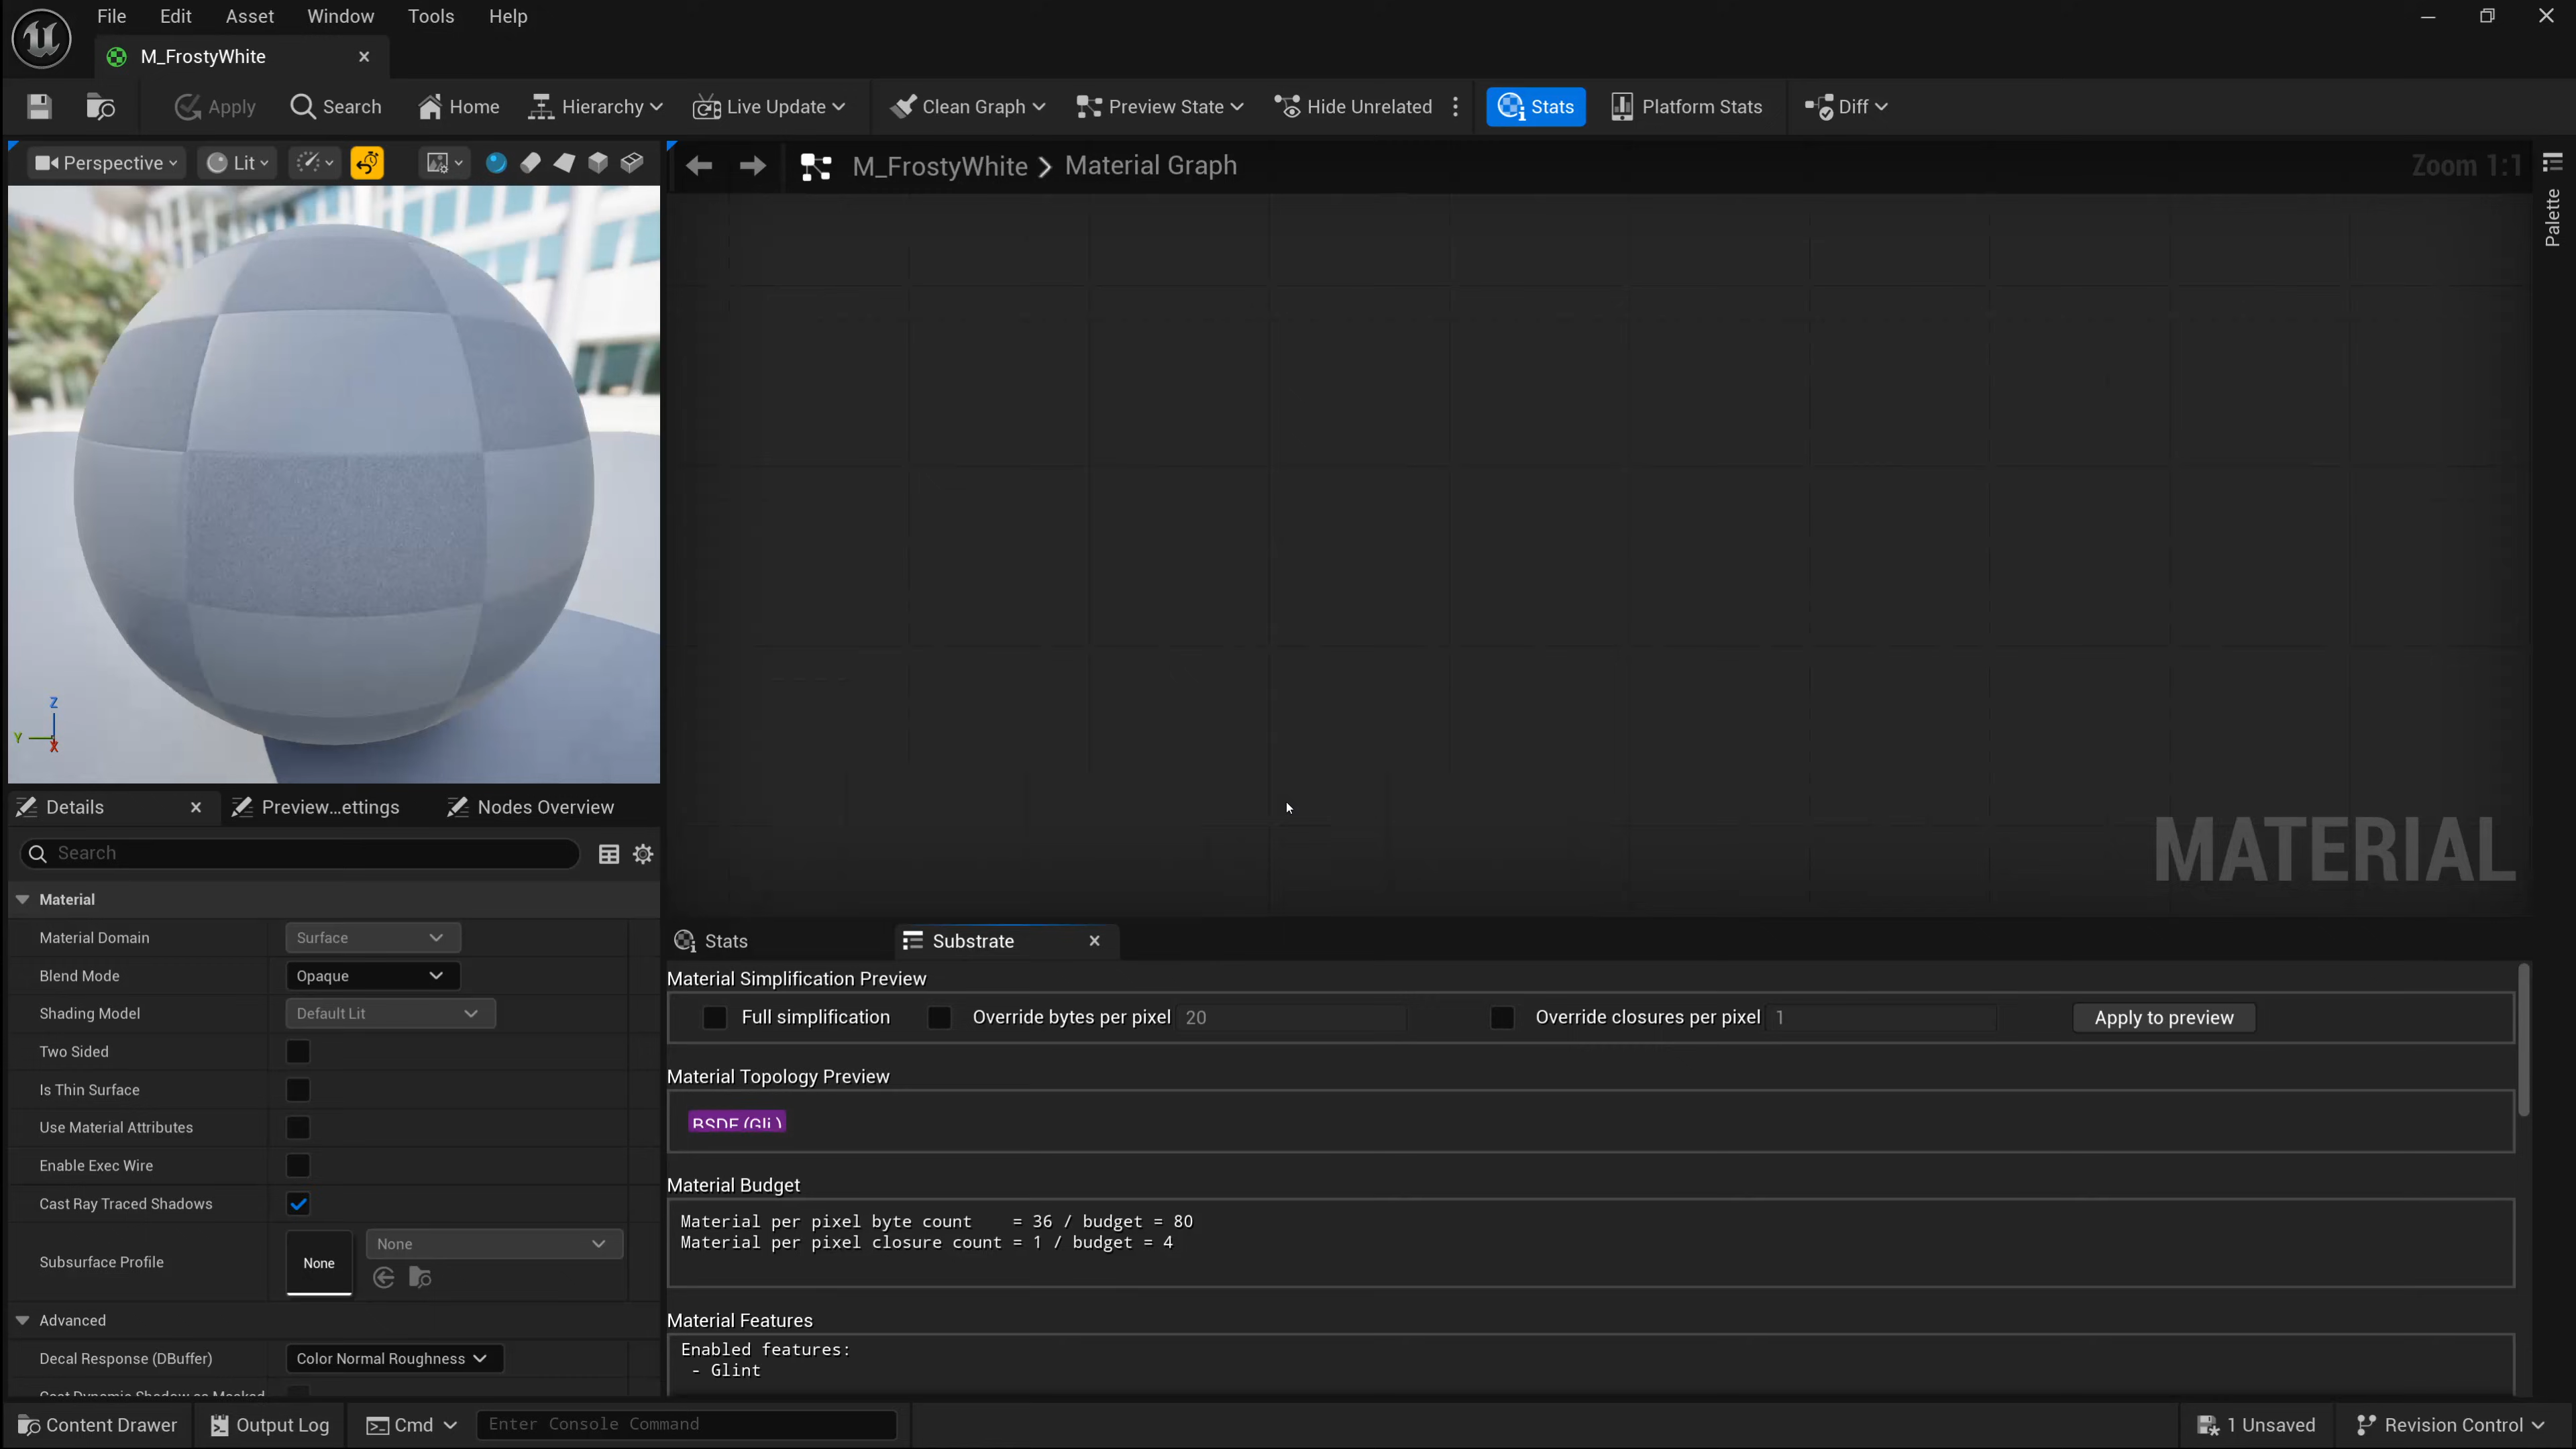 File Edit Asset Window Tools Help
M_FrostyWhite
Apply Search Home Hierarchy Live Update Clean Graph Preview State Hide Unrelated Stats Platform Stats Diff
Perspective Lit
M_FrostyWhite > Material Graph
Zoom 1:1
Palette
Z
Y
X
MATERIAL
Details Preview...ettings Nodes Overview
Search
Material
Material Domain Surface
Blend Mode Opaque
Shading Model Default Lit
Two Sided
Is Thin Surface
Use Material Attributes
Enable Exec Wire
Cast Ray Traced Shadows
Subsurface Profile None None
Advanced
Decal Response (DBuffer) Color Normal Roughness
Cast Dynamic Shadow as Masked
Stats Substrate
Material Simplification Preview
Full simplification Override bytes per pixel 20 Override closures per pixel 1 Apply to preview
Material Topology Preview
BSDF (Gli)
Material Budget
Material per pixel byte count = 36 / budget = 80
Material per pixel closure count = 1 / budget = 4
Material Features
Enabled features:
- Glint
Content Drawer Output Log Cmd Enter Console Command 1 Unsaved Revision Control